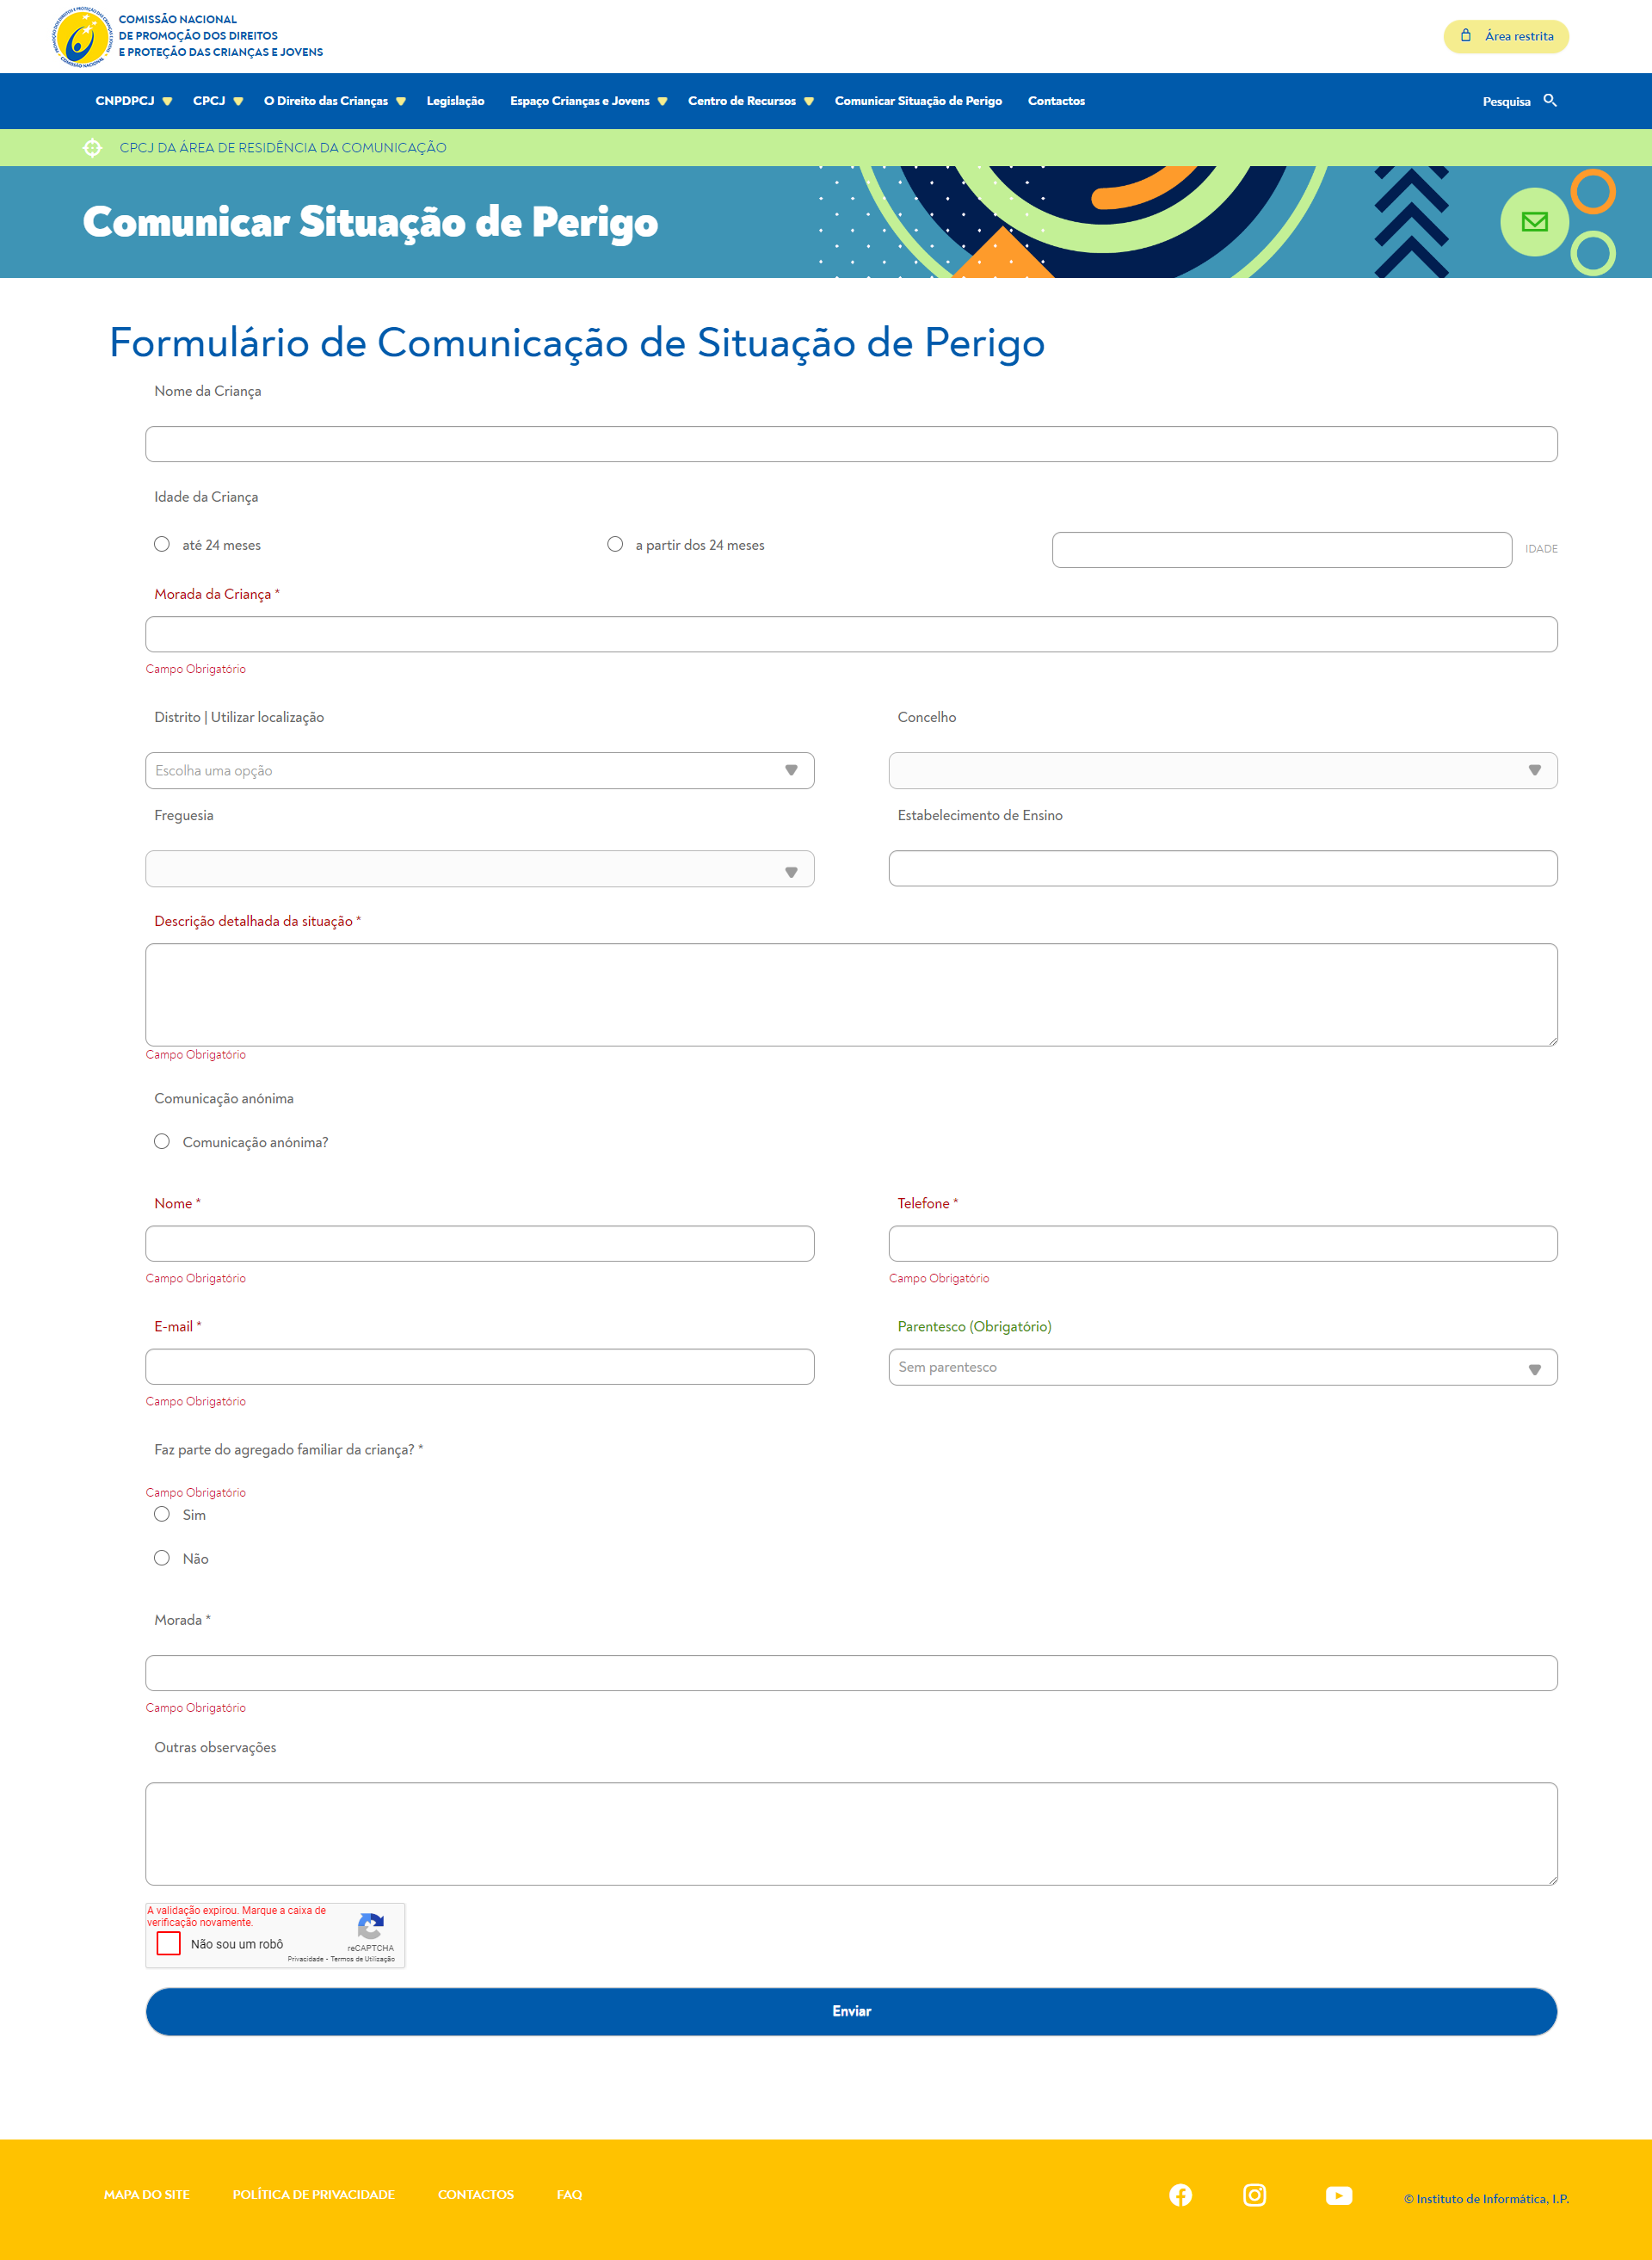 COMISSÃO NACIONAL
DE PROMOÇÃO DOS DIREITOS
E PROTEÇÃO DAS CRIANÇAS E JOVENS
Área restrita
CNPDPCJ CPCJ O Direito das Crianças Legislação Espaço Crianças e Jovens Centro de Recursos Comunicar Situação de Perigo Contactos Pesquisa
CPCJ DA ÁREA DE RESIDÊNCIA DA COMUNICAÇÃO
Comunicar Situação de Perigo
Formulário de Comunicação de Situação de Perigo
Nome da Criança
Idade da Criança
até 24 meses a partir dos 24 meses IDADE
Morada da Criança *
Campo Obrigatório
Distrito | Utilizar localização Concelho
Escolha uma opção
Freguesia Estabelecimento de Ensino
Descrição detalhada da situação *
Campo Obrigatório
Comunicação anónima
Comunicação anónima?
Nome * Telefone *
Campo Obrigatório Campo Obrigatório
E-mail * Parentesco (Obrigatório)
Sem parentesco
Campo Obrigatório
Faz parte do agregado familiar da criança? *
Campo Obrigatório
Sim
Não
Morada *
Campo Obrigatório
Outras observações
A validação expirou. Marque a caixa de
verificação novamente.
Não sou um robô
reCAPTCHA
Privacidade - Termos de Utilização
Enviar
MAPA DO SITE POLÍTICA DE PRIVACIDADE CONTACTOS FAQ © Instituto de Informática, I.P.